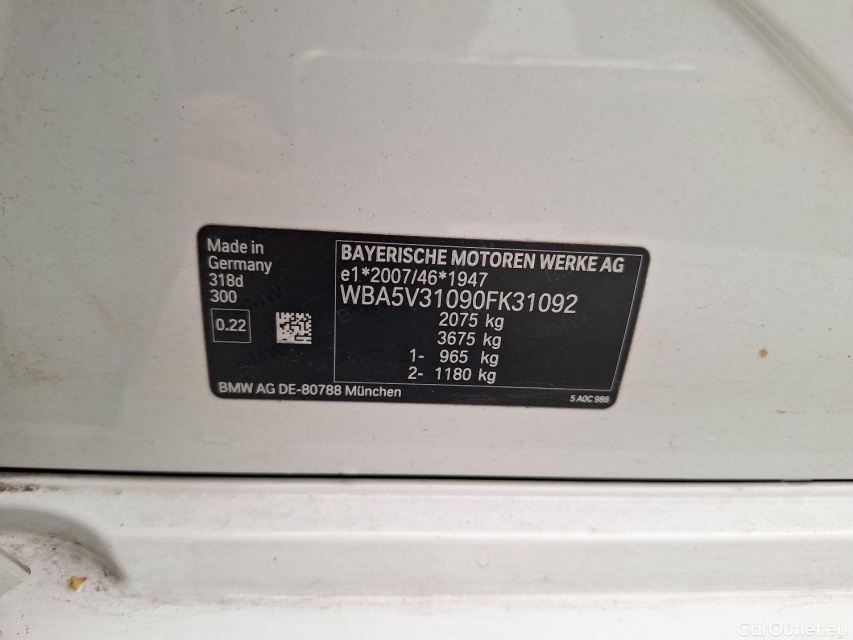 Made in
Germany
318d
300
0.22
BAYERISCHE MOTOREN WERKE AG
e1*2007/46*1947
WBA5V31090FK31092
2075 kg
3675 kg
1- 965 kg
2- 1180 kg
BMW AG DE-80788 München
5 A0C 986
CarOutlet.eu